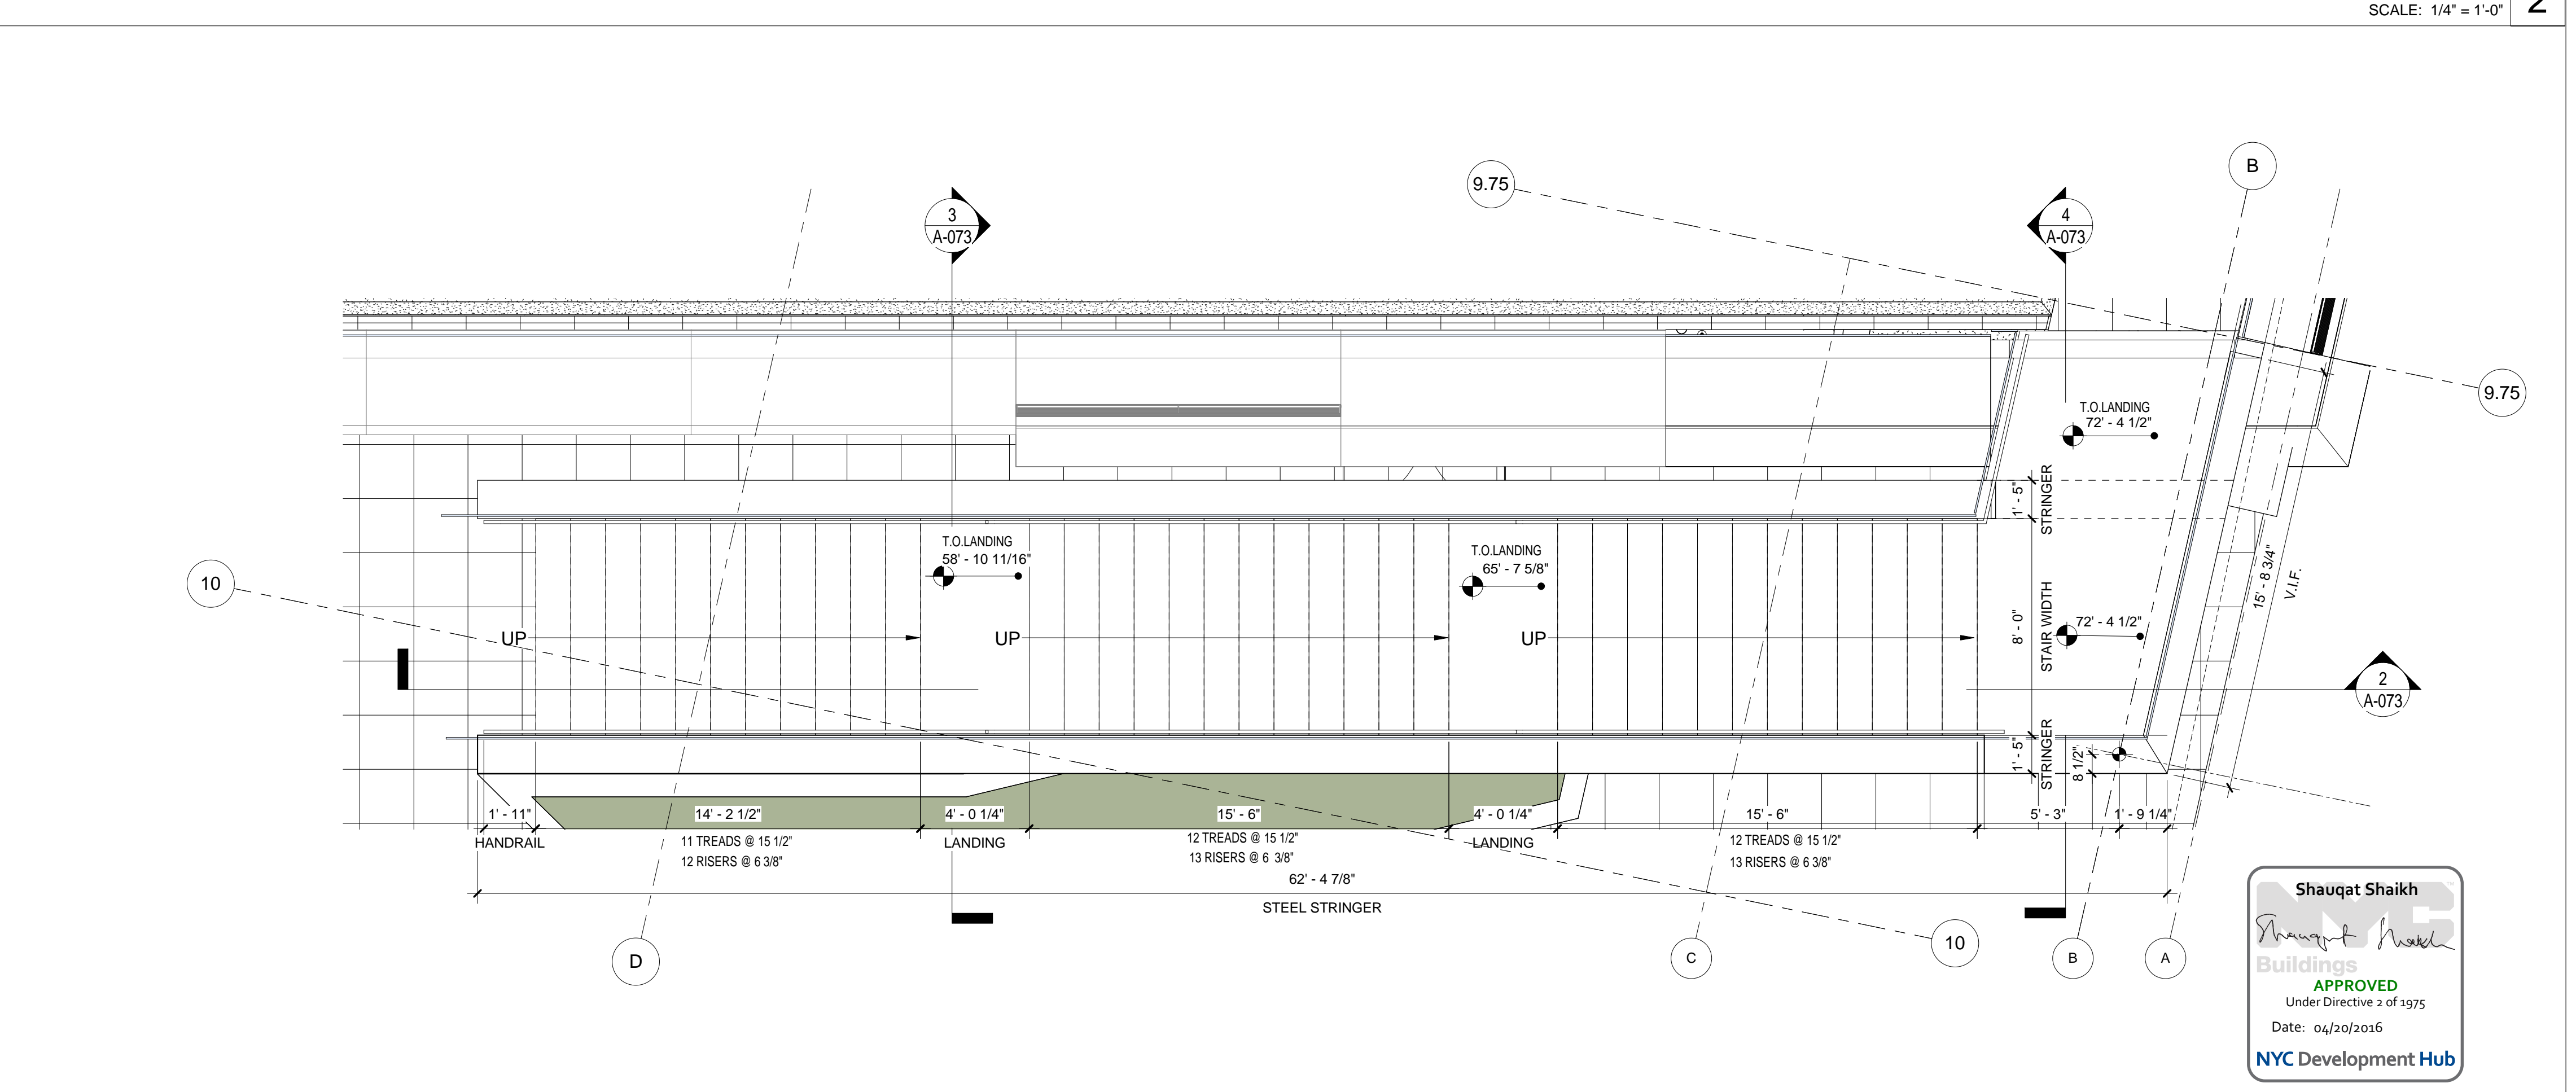 SCALE: 1/4" = 1'-0"
2
B
9.75
3
A-073
4
A-073
9.75
T.O.LANDING
72' - 4 1/2"
1' - 5"
STRINGER
T.O.LANDING
58' - 10 11/16"
T.O.LANDING
65' - 7 5/8"
10
15' - 8 3/4"
V.I.F.
UP
UP
UP
8' - 0"
STAIR WIDTH
72' - 4 1/2"
2
A-073
1' - 5"
STRINGER
8 1/2"
1' - 11"
14' - 2 1/2"
4' - 0 1/4"
15' - 6"
4' - 0 1/4"
15' - 6"
5' - 3"
1' - 9 1/4"
HANDRAIL
11 TREADS @ 15 1/2"
12 RISERS @ 6 3/8"
LANDING
12 TREADS @ 15 1/2"
13 RISERS @ 6 3/8"
LANDING
12 TREADS @ 15 1/2"
13 RISERS @ 6 3/8"
62' - 4 7/8"
STEEL STRINGER
D
C
10
B
A
Shauqat Shaikh
NYC
Shauqat Shaikh
Buildings
APPROVED
Under Directive 2 of 1975
Date: 04/20/2016
NYC Development Hub